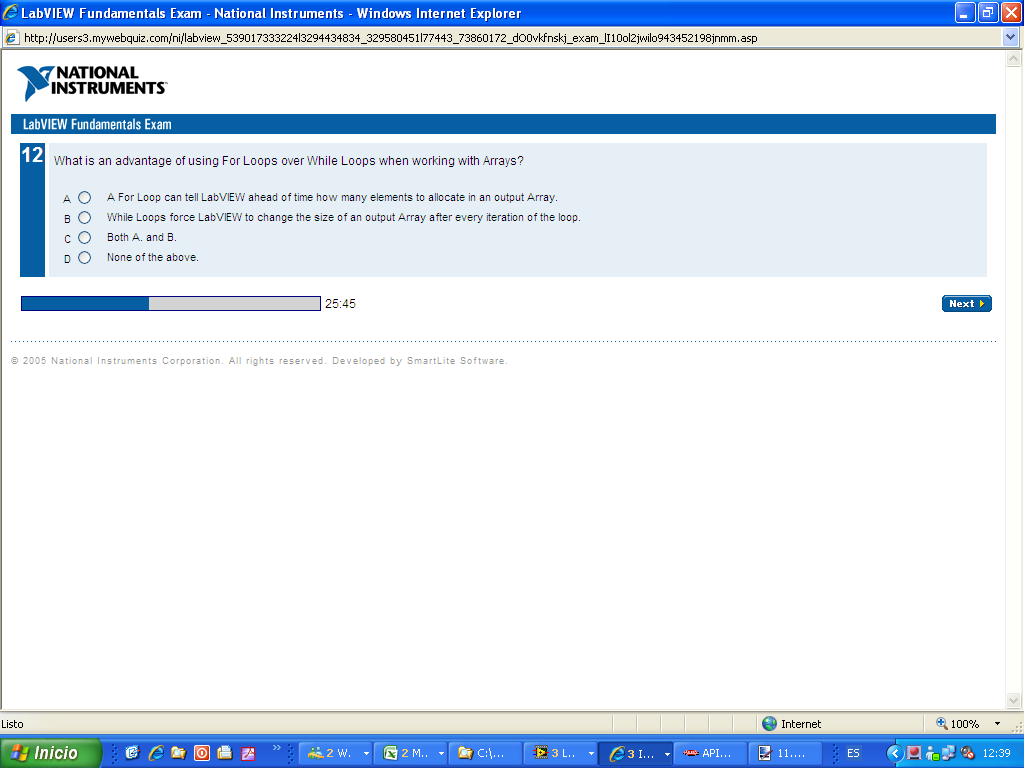 LabVIEW Fundamentals Exam - National Instruments - Windows Internet Explorer
http://users3.mywebquiz.com/ni/labview_539017333224l3294434834_329580451l77443_73860172_dO0vkfnskj_exam_lI10ol2jwilo943452198jnmm.asp
NATIONAL
INSTRUMENTS
LabVIEW Fundamentals Exam
12 What is an advantage of using For Loops over While Loops when working with Arrays?
A A For Loop can tell LabVIEW ahead of time how many elements to allocate in an output Array.
B While Loops force LabVIEW to change the size of an output Array after every iteration of the loop.
C Both A. and B.
D None of the above.
25:45 Next
© 2005 National Instruments Corporation. All rights reserved. Developed by SmartLite Software.
Listo Internet 100%
Inicio 2 W... 2 M... C:\... 3 L... 3 I... API... 11.... ES 12:39